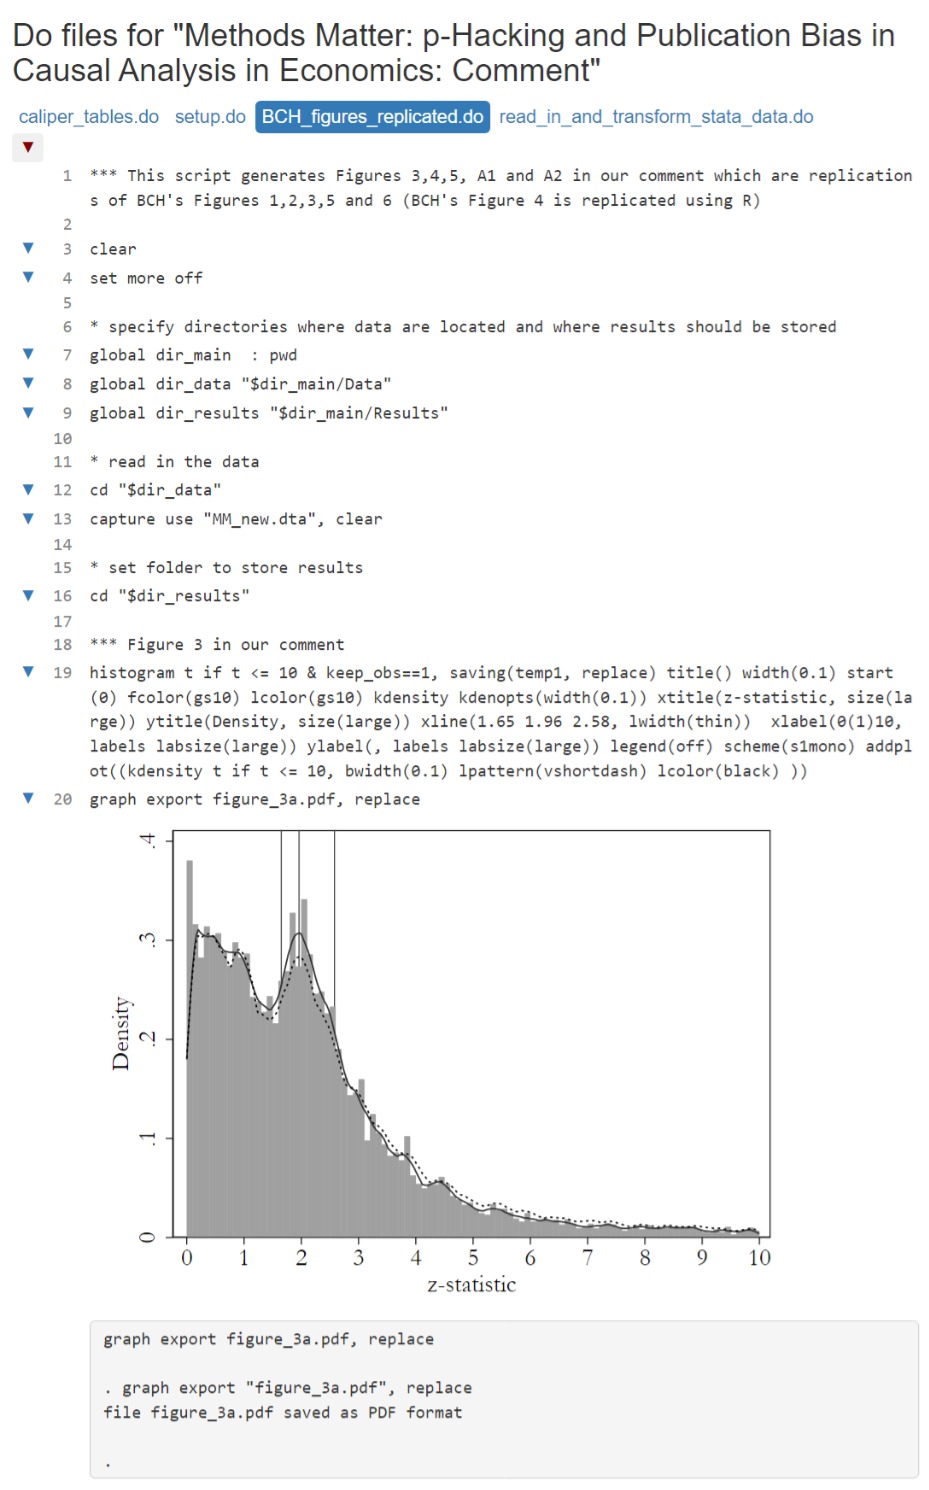 Do files for "Methods Matter: p-Hacking and Publication Bias in
Causal Analysis in Economics: Comment"
caliper_tables.do setup.do BCH_figures_replicated.do read_in_and_transform_stata_data.do
▼
1 *** This script generates Figures 3,4,5, A1 and A2 in our comment which are replication
s of BCH's Figures 1,2,3,5 and 6 (BCH's Figure 4 is replicated using R)
2
▼ 3 clear
▼ 4 set more off
5
6 * specify directories where data are located and where results should be stored
▼ 7 global dir_main  : pwd
▼ 8 global dir_data "$dir_main/Data"
▼ 9 global dir_results "$dir_main/Results"
10
11 * read in the data
▼ 12 cd "$dir_data"
▼ 13 capture use "MM_new.dta", clear
14
15 * set folder to store results
▼ 16 cd "$dir_results"
17
18 *** Figure 3 in our comment
▼ 19 histogram t if t <= 10 & keep_obs==1, saving(temp1, replace) title() width(0.1) start
(0) fcolor(gs10) lcolor(gs10) kdensity kdenopts(width(0.1)) xtitle(z-statistic, size(la
rge)) ytitle(Density, size(large)) xline(1.65 1.96 2.58, lwidth(thin))  xlabel(0(1)10,
labels labsize(large)) ylabel(, labels labsize(large)) legend(off) scheme(s1mono) addpl
ot((kdensity t if t <= 10, bwidth(0.1) lpattern(vshortdash) lcolor(black) ))
▼ 20 graph export figure_3a.pdf, replace
.4
.3
Density
.2
.1
0
0 1 2 3 4 5 6 7 8 9 10
z-statistic
graph export figure_3a.pdf, replace
. graph export "figure_3a.pdf", replace
file figure_3a.pdf saved as PDF format
.